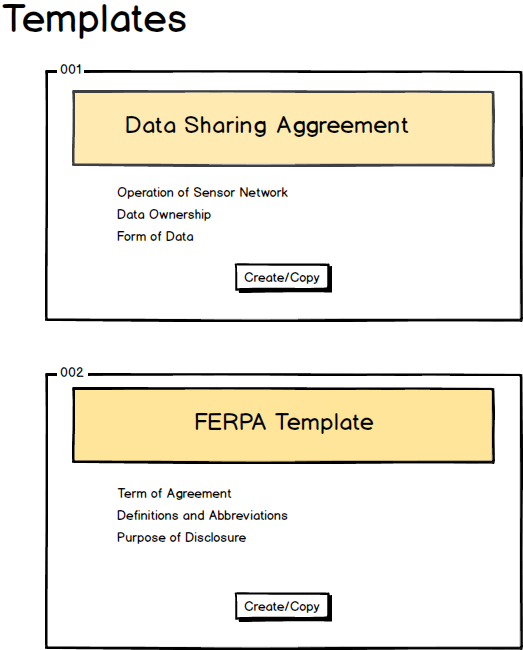 Templates
001
Data Sharing Aggreement
Operation of Sensor Network
Data Ownership
Form of Data
Create/Copy
002
FERPA Template
Term of Agreement
Definitions and Abbreviations
Purpose of Disclosure
Create/Copy